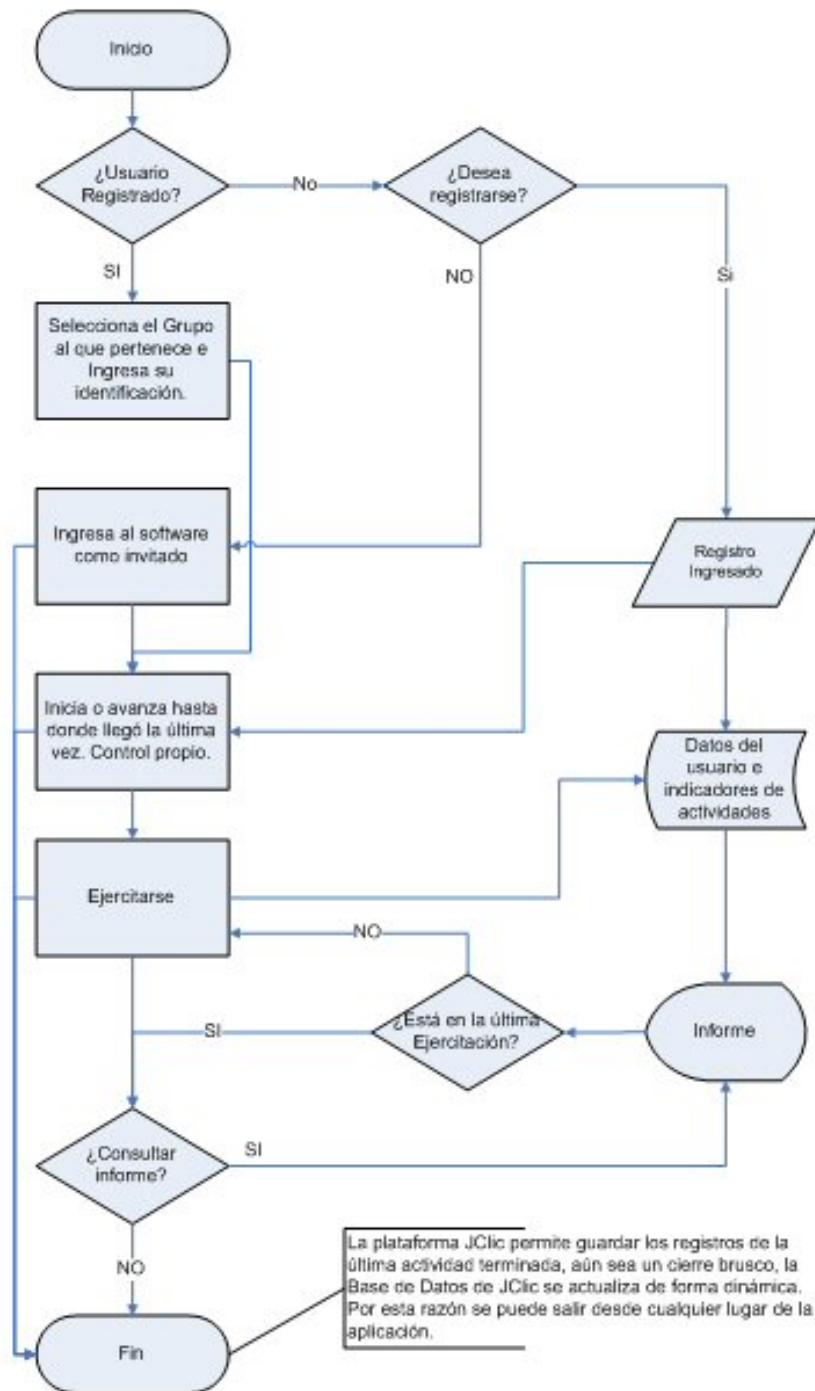 Inicio
¿Usuario
Registrado?
No
¿Desea
registrarse?
SI
NO
Si
Selecciona el Grupo
al que pertenece e
Ingresa su
identificación.
Ingresa al software
como invitado
Registro
Ingresado
Inicia o avanza hasta
donde llegó la última
vez. Control propio.
Datos del
usuario e
indicadores de
actividades
Ejercitarse
NO
¿Está en la última
Ejercitación?
SI
Informe
¿Consultar
informe?
SI
NO
La plataforma JClic permite guardar los registros de la
última actividad terminada, aún sea un cierre brusco, la
Base de Datos de JClic se actualiza de forma dinámica.
Por esta razón se puede salir desde cualquier lugar de la
aplicación.
Fin